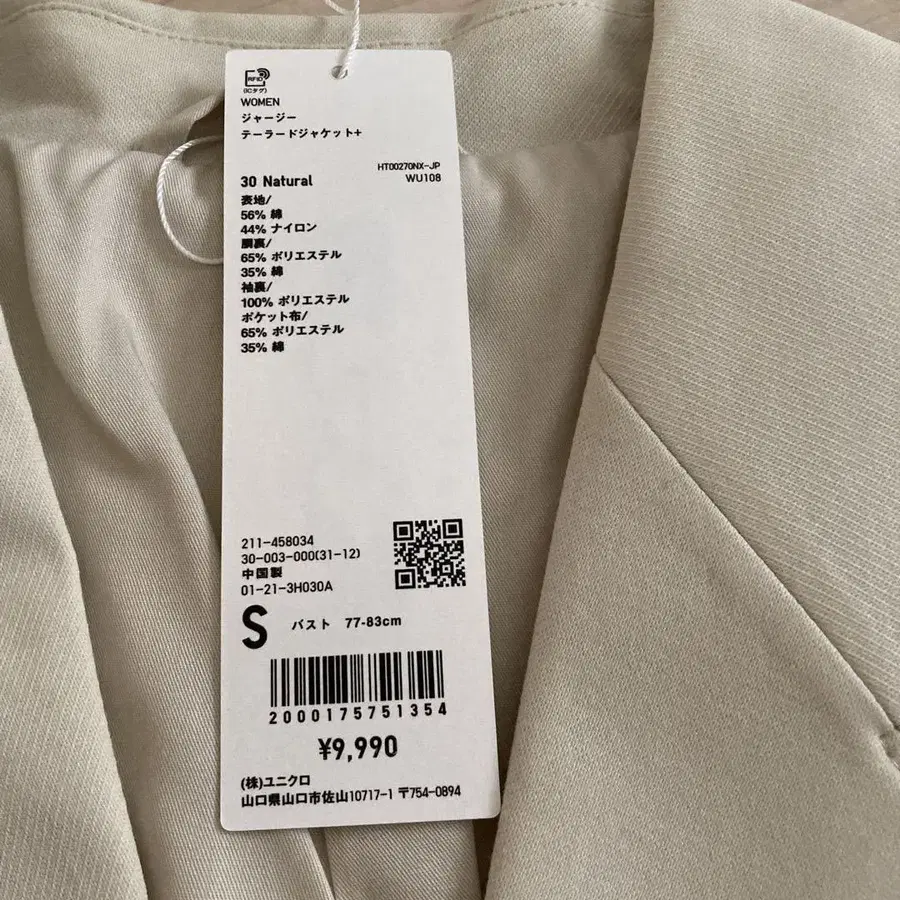 RFID
(ICタグ)
WOMEN
ジャージー
テーラードジャケット+
HT00270NX-JP
30 Natural
WU108
表地/
56% 綿
44% ナイロン
胴裏/
65% ポリエステル
35% 綿
袖裏/
100% ポリエステル
ポケット布/
65% ポリエステル
35% 綿
211-458034
30-003-000(31-12)
中国製
01-21-3H030A
S バスト 77-83cm
2000175751354
¥9,990
(株)ユニクロ
山口県山口市佐山10717-1 〒754-0894